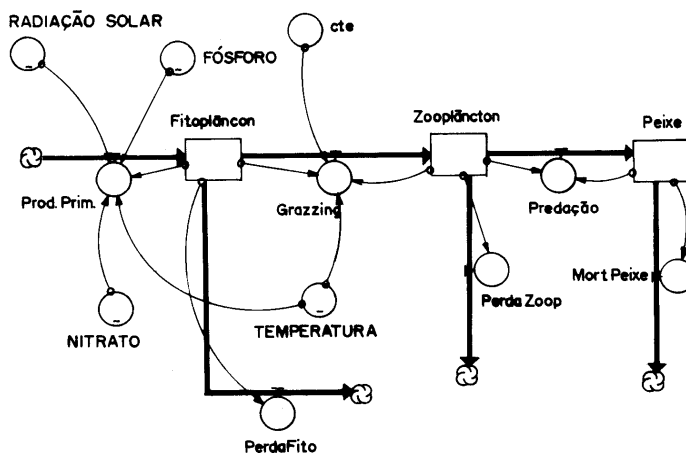 RADIAÇÃO SOLAR
cte
FÓSFORO
Fitoplâncon
Zooplâncton
Peixe
Prod. Prim.
Grazzing
Predação
Mort. Peixe
Perda Zoop
NITRATO
TEMPERATURA
PerdaFito